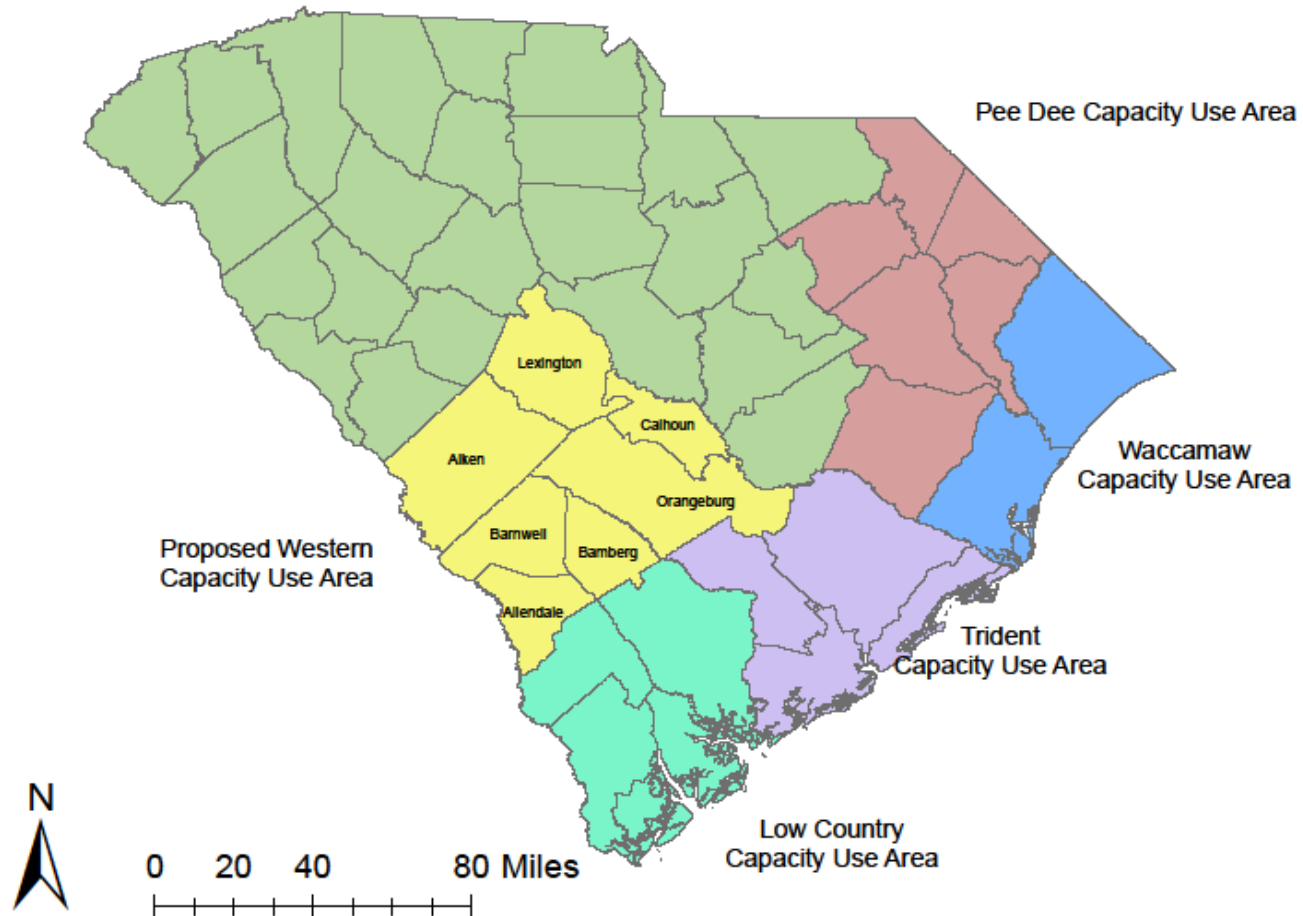 Pee Dee Capacity Use Area
Lexington
Calhoun
Aiken
Waccamaw
Capacity Use Area
Orangeburg
Barnwell
Bamberg
Proposed Western
Capacity Use Area
Allendale
Trident
Capacity Use Area
Low Country
Capacity Use Area
N
0 20 40 80 Miles